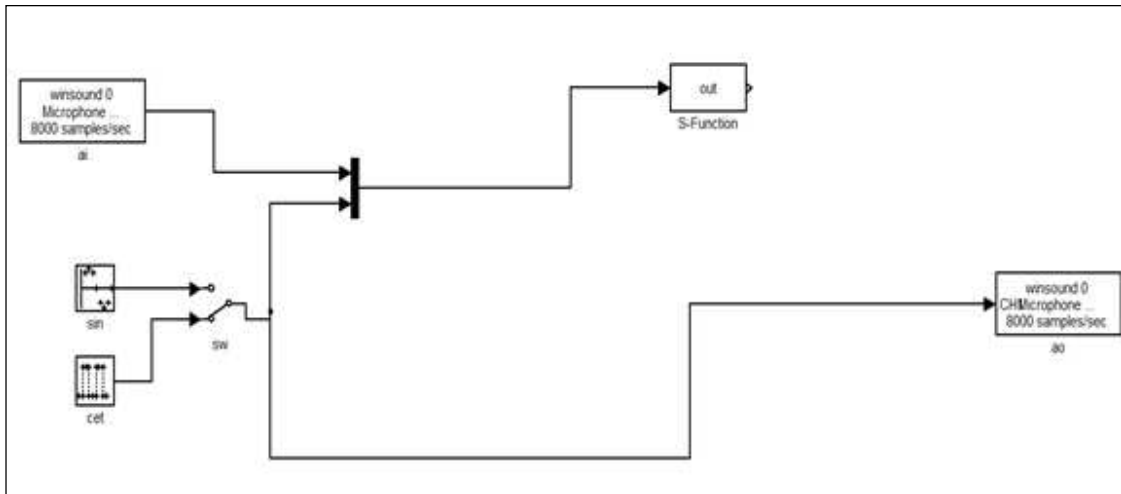 winsound 0
Microphone ...
8000 samples/sec
ai
out
S-Function
sin
sw
cet
winsound 0
Microphone ...
8000 samples/sec
ao